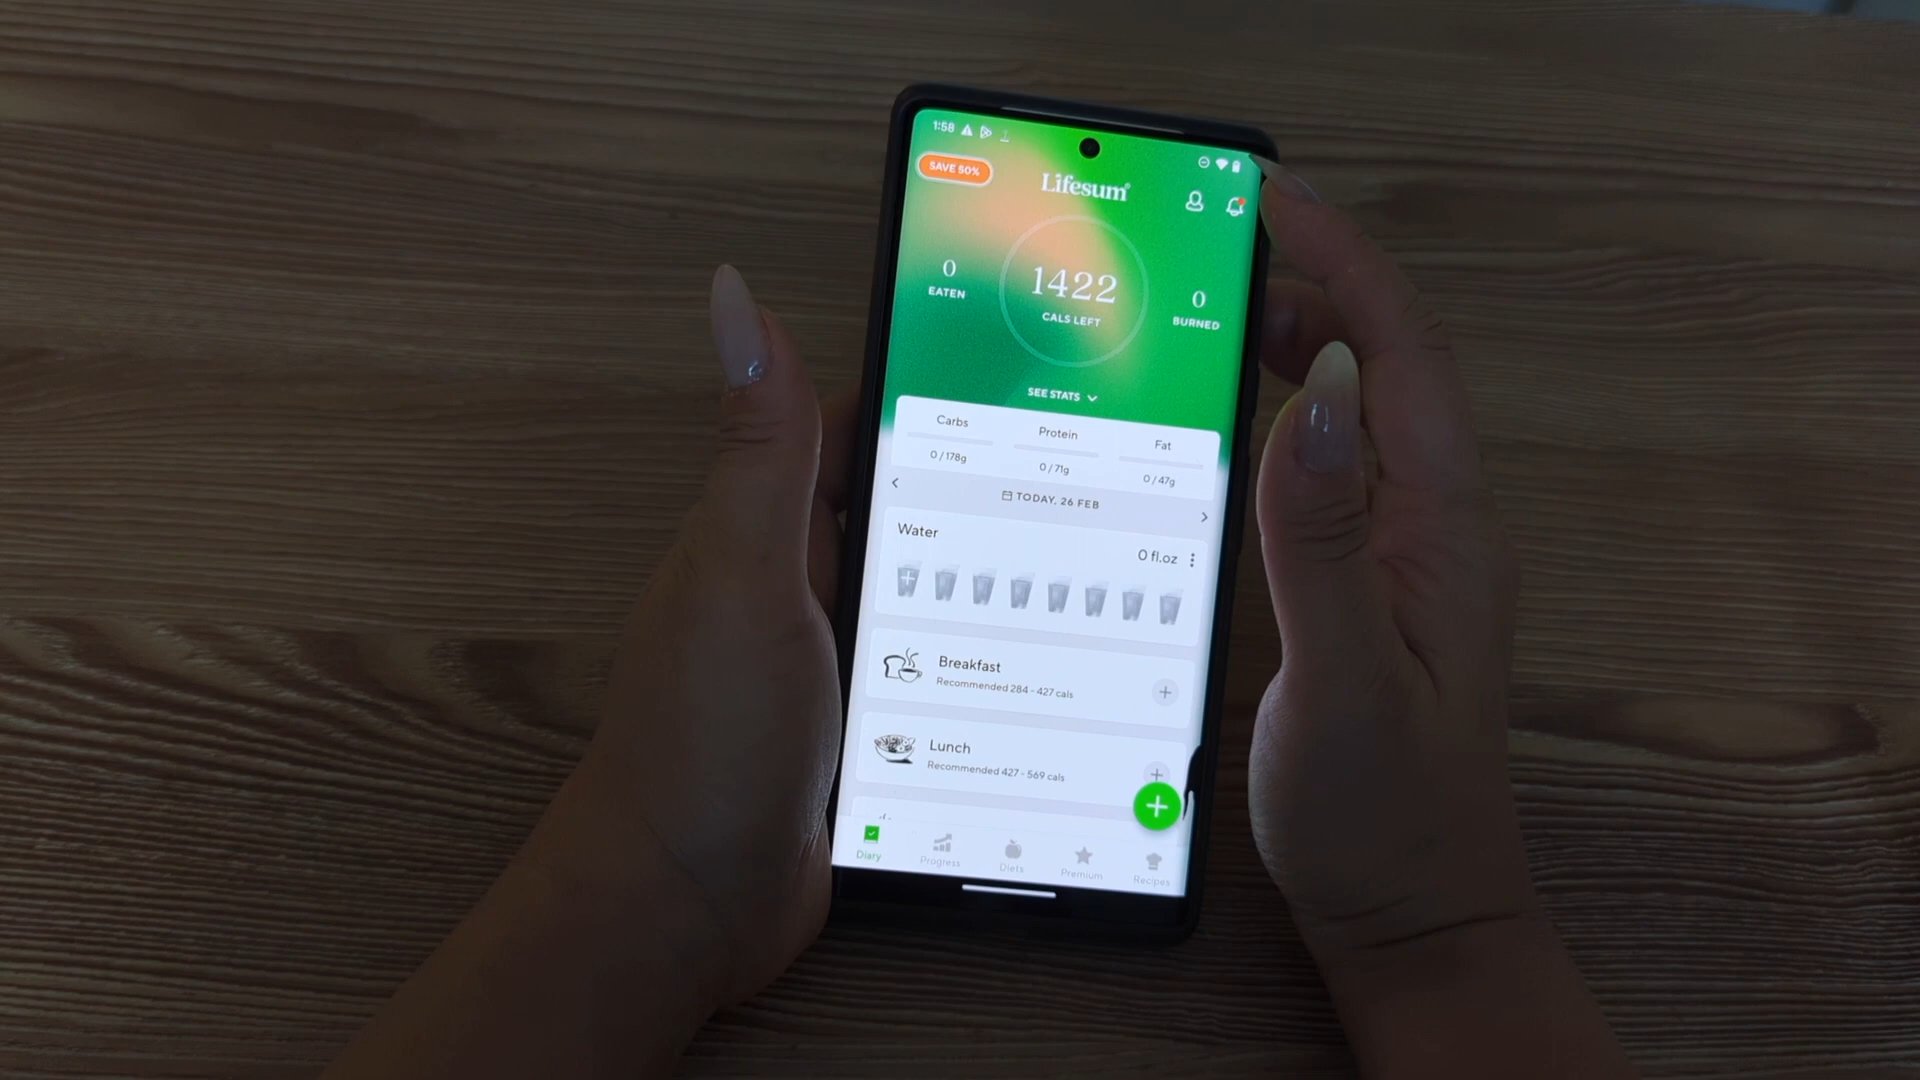 1:58
SAVE 50%
Lifesum®
0
EATEN
1422
CALS LEFT
0
BURNED
SEE STATS
Carbs
0 / 178g
Protein
0 / 71g
Fat
0 / 47g
TODAY, 26 FEB
Water
0 fl.oz
Breakfast
Recommended 284 - 427 cals
Lunch
Recommended 427 - 569 cals
Diary
Progress
Diets
Premium
Recipes